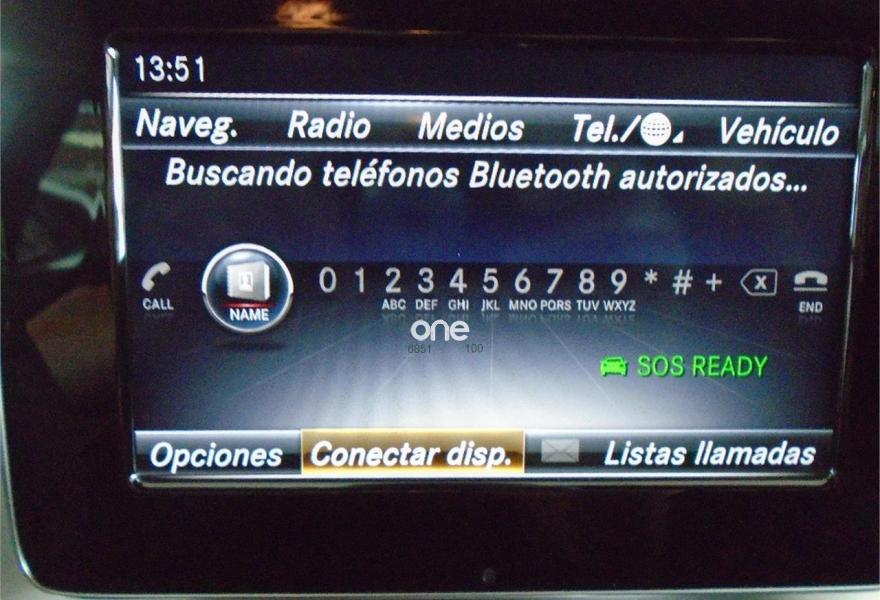 13:51
Naveg. Radio Medios Tel./ Vehículo
Buscando teléfonos Bluetooth autorizados...
0 1 2 3 4 5 6 7 8 9 * # +
CALL NAME ABC DEF GHI JKL MNO PQRS TUV WXYZ END
one
6851 100
SOS READY
Opciones Conectar disp. Listas llamadas